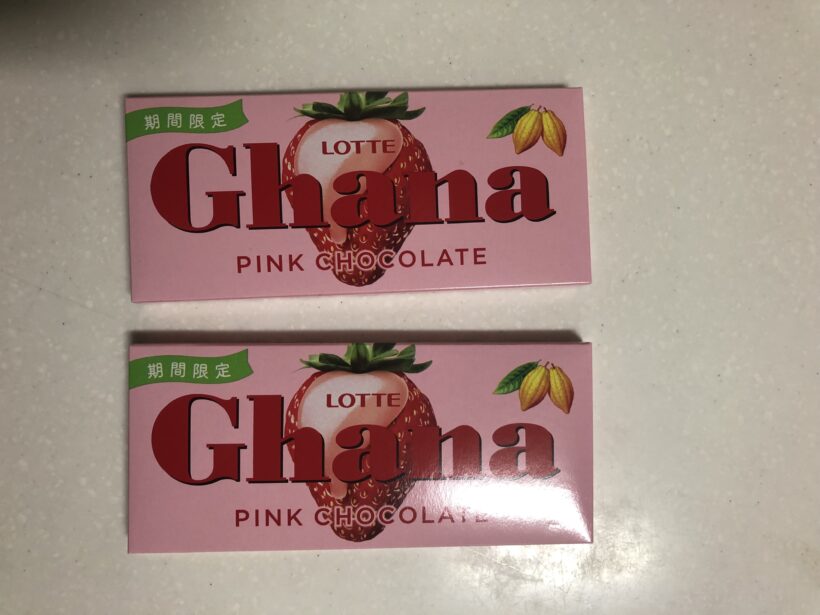 期間限定
LOTTE
Ghana
PINK CHOCOLATE
期間限定
LOTTE
Ghana
PINK CHOCOLATE